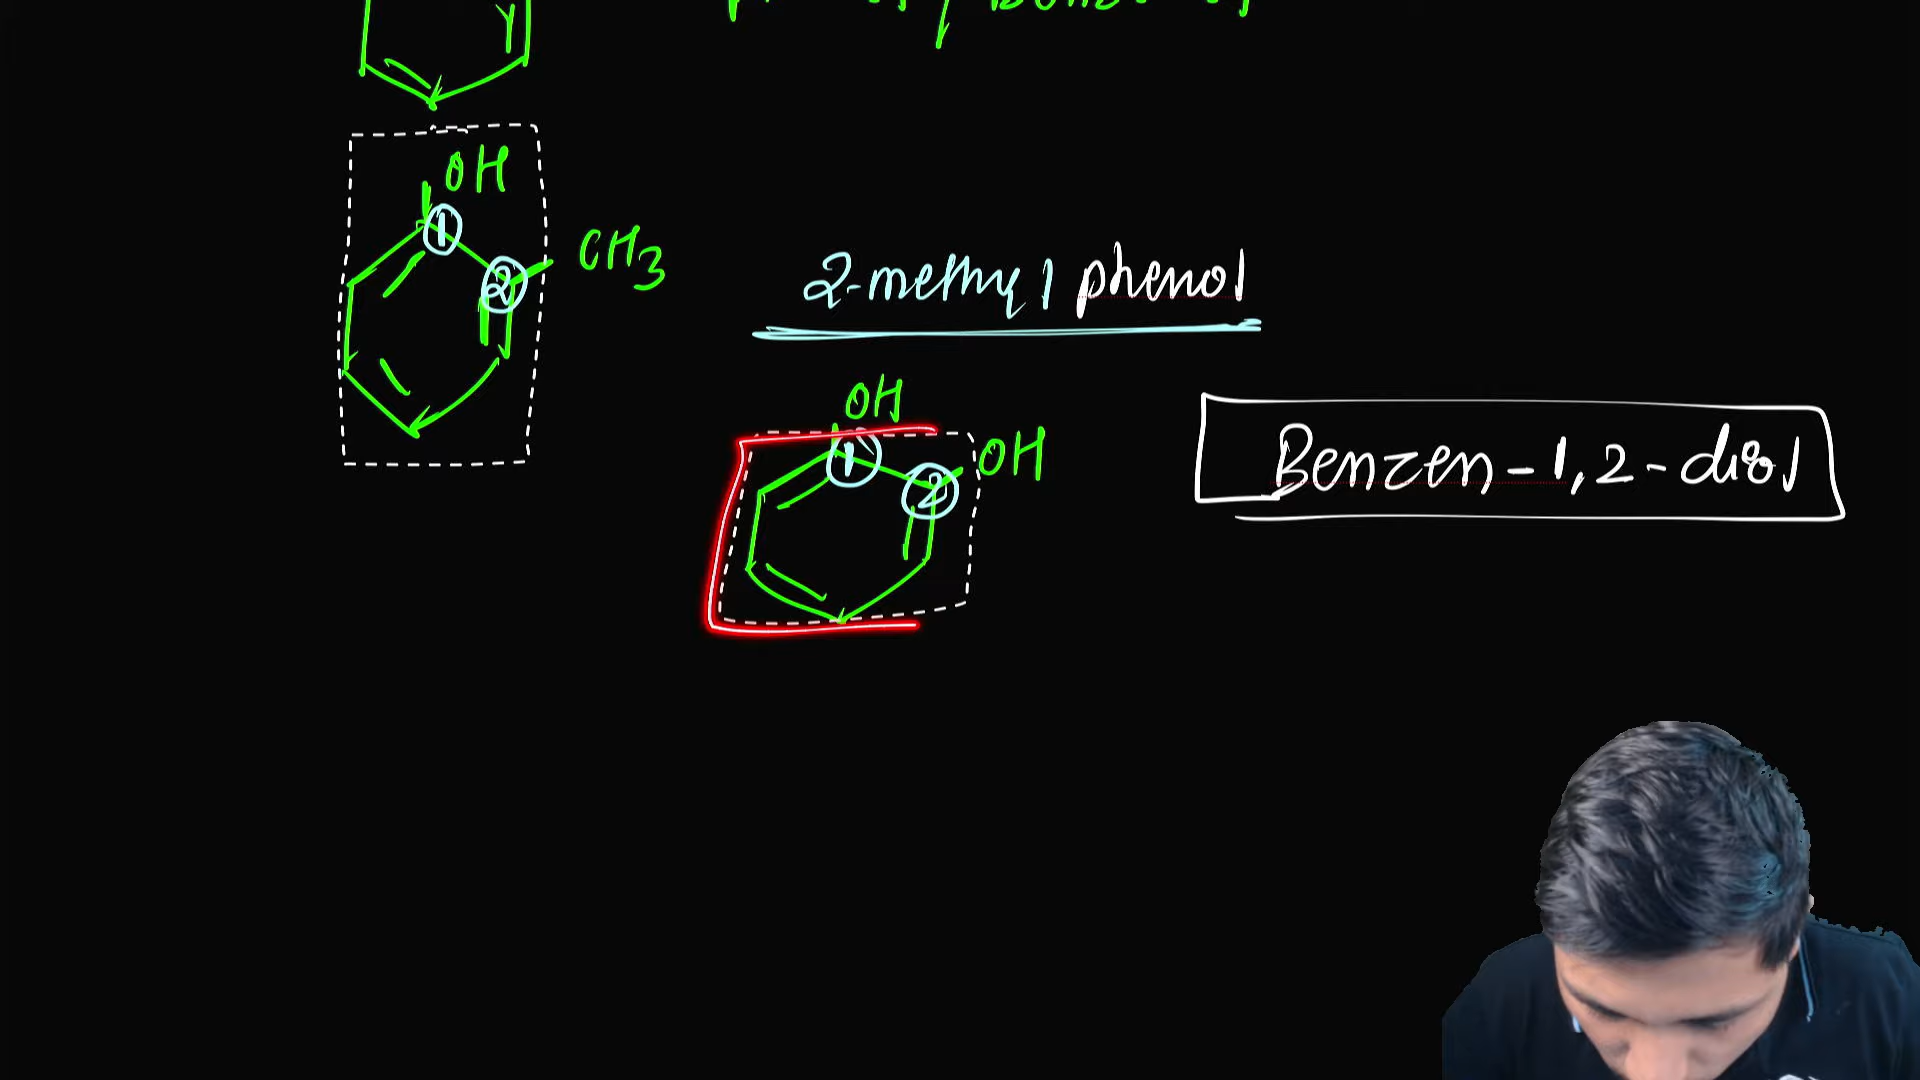 OH
① ② CH3
2-methyl phenol
OH
① ② OH
Benzen-1,2-diol